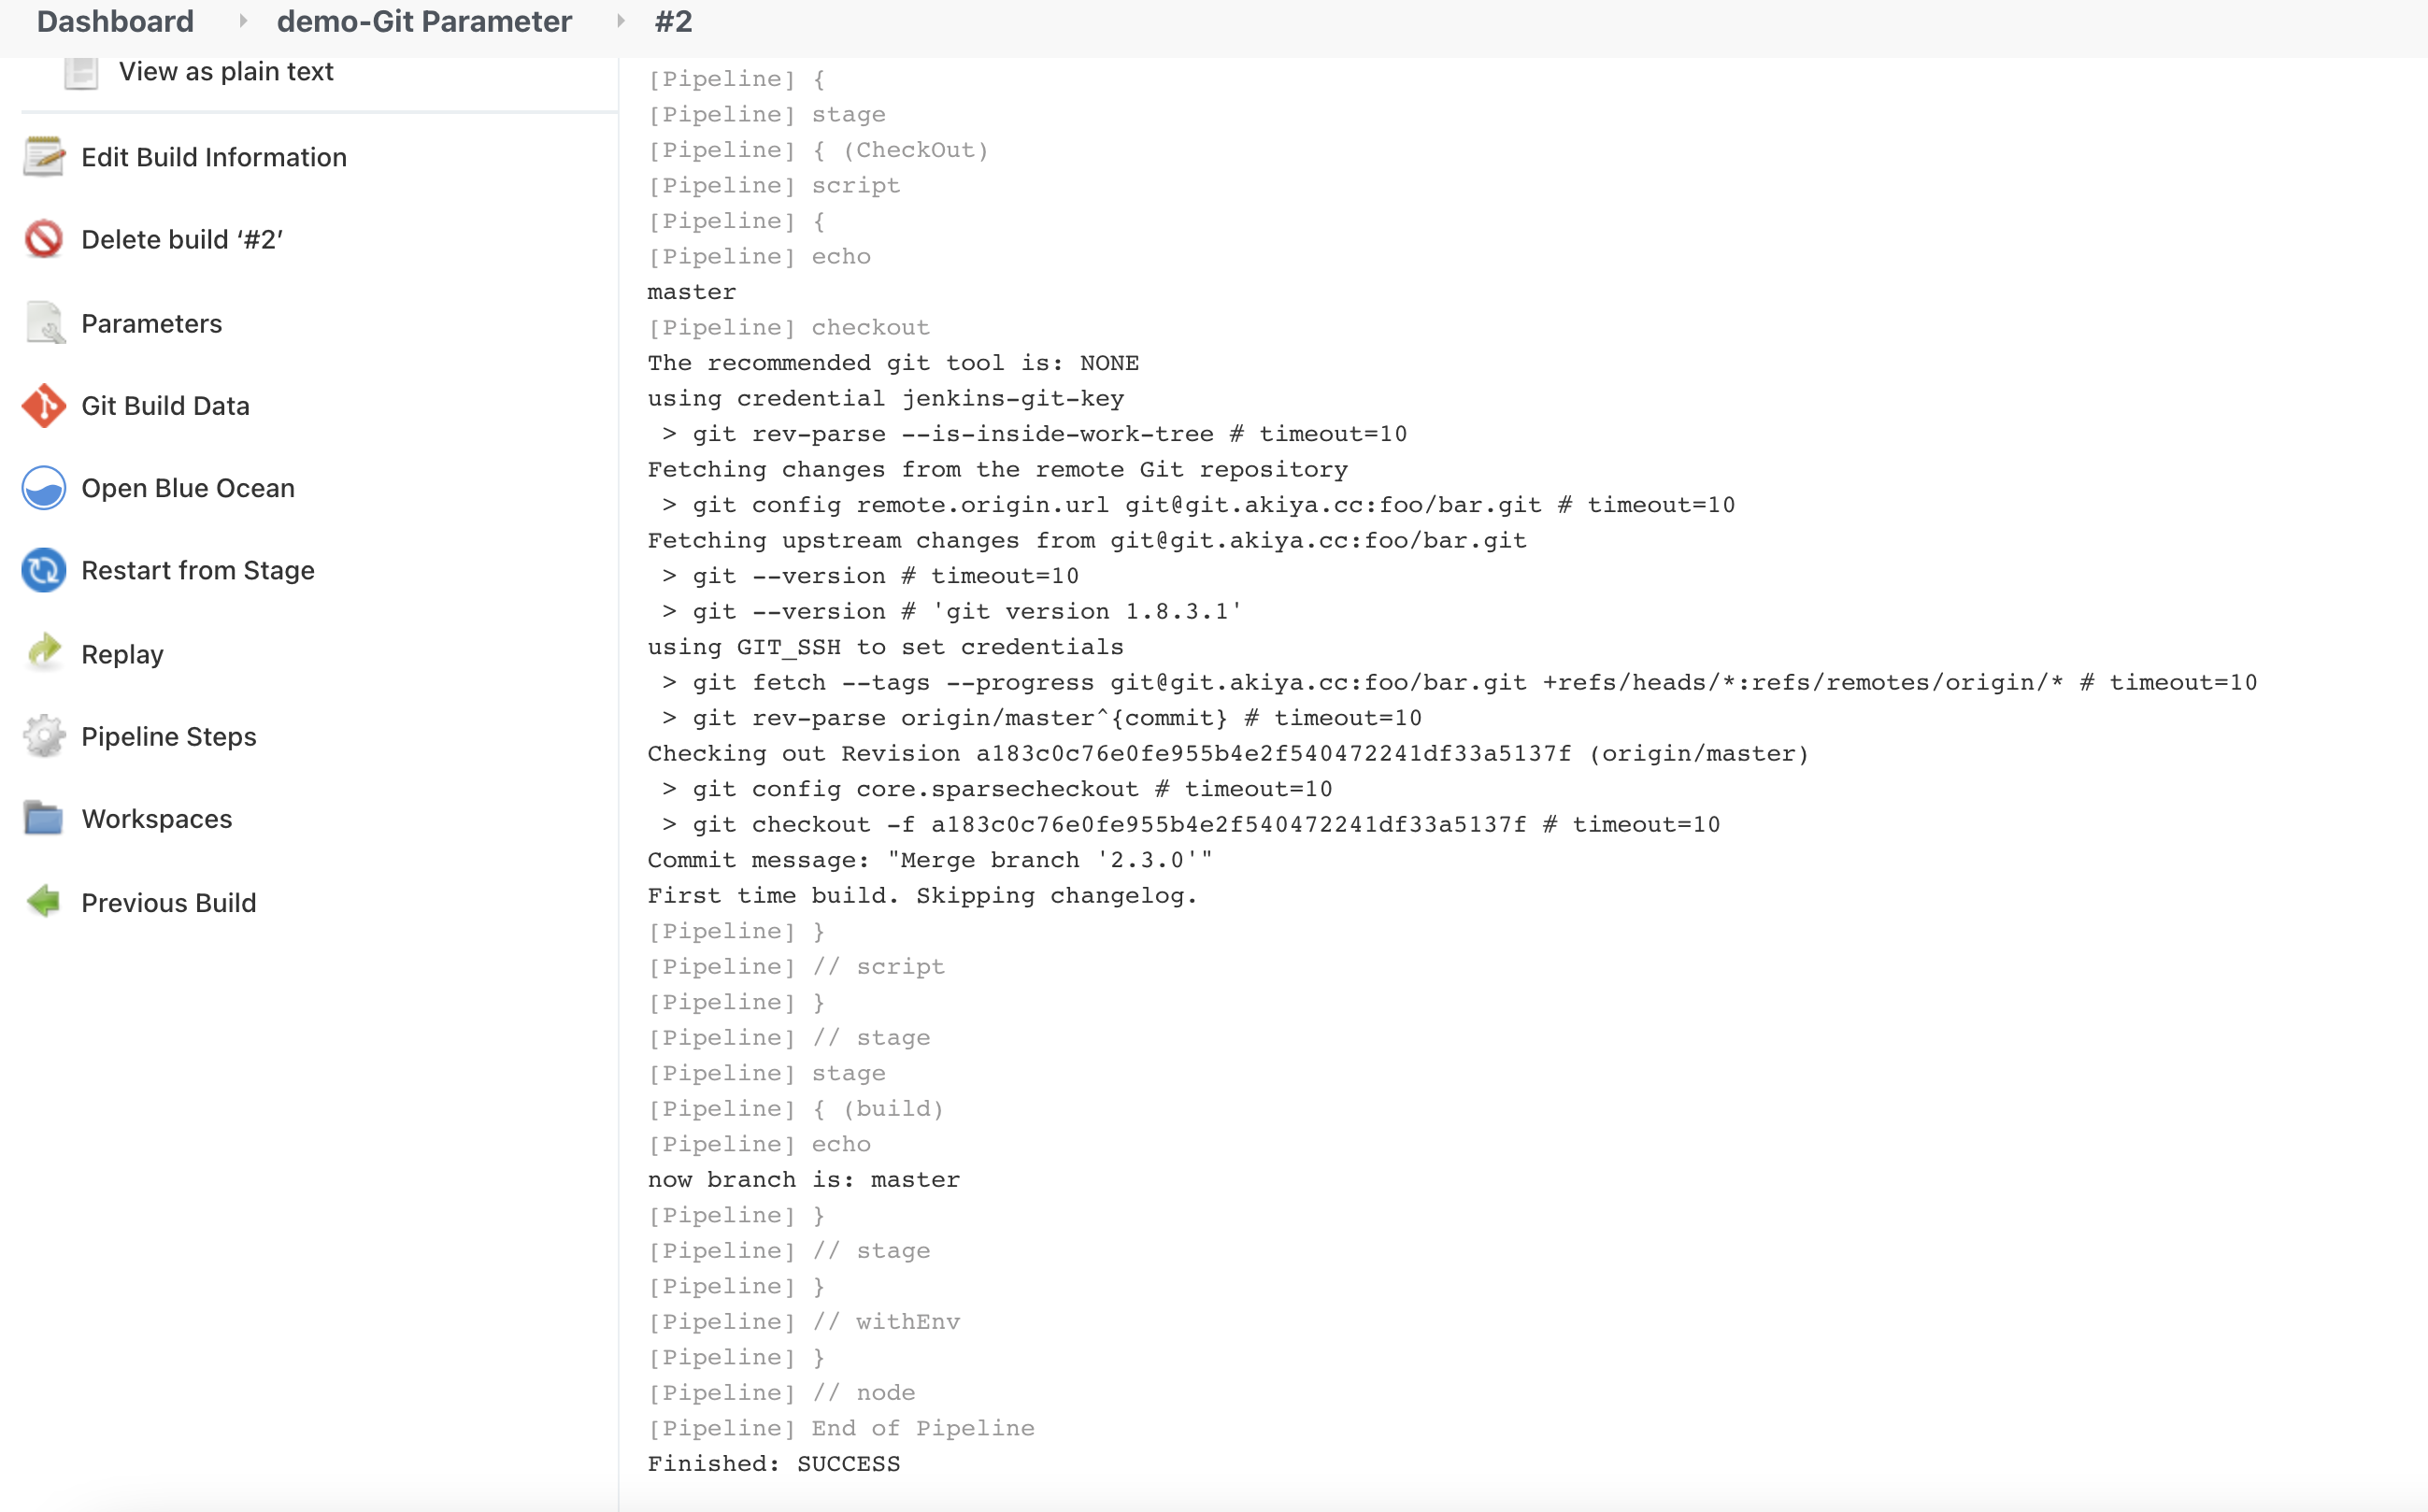 Dashboard demo-Git Parameter #2
View as plain text
Edit Build Information
Delete build ‘#2’
Parameters
Git Build Data
Open Blue Ocean
Restart from Stage
Replay
Pipeline Steps
Workspaces
Previous Build
[Pipeline] {
[Pipeline] stage
[Pipeline] { (CheckOut)
[Pipeline] script
[Pipeline] {
[Pipeline] echo
master
[Pipeline] checkout
The recommended git tool is: NONE
using credential jenkins-git-key
 > git rev-parse --is-inside-work-tree # timeout=10
Fetching changes from the remote Git repository
 > git config remote.origin.url git@git.akiya.cc:foo/bar.git # timeout=10
Fetching upstream changes from git@git.akiya.cc:foo/bar.git
 > git --version # timeout=10
 > git --version # 'git version 1.8.3.1'
using GIT_SSH to set credentials
 > git fetch --tags --progress git@git.akiya.cc:foo/bar.git +refs/heads/*:refs/remotes/origin/* # timeout=10
 > git rev-parse origin/master^{commit} # timeout=10
Checking out Revision a183c0c76e0fe955b4e2f540472241df33a5137f (origin/master)
 > git config core.sparsecheckout # timeout=10
 > git checkout -f a183c0c76e0fe955b4e2f540472241df33a5137f # timeout=10
Commit message: "Merge branch '2.3.0'"
First time build. Skipping changelog.
[Pipeline] }
[Pipeline] // script
[Pipeline] }
[Pipeline] // stage
[Pipeline] stage
[Pipeline] { (build)
[Pipeline] echo
now branch is: master
[Pipeline] }
[Pipeline] // stage
[Pipeline] }
[Pipeline] // withEnv
[Pipeline] }
[Pipeline] // node
[Pipeline] End of Pipeline
Finished: SUCCESS